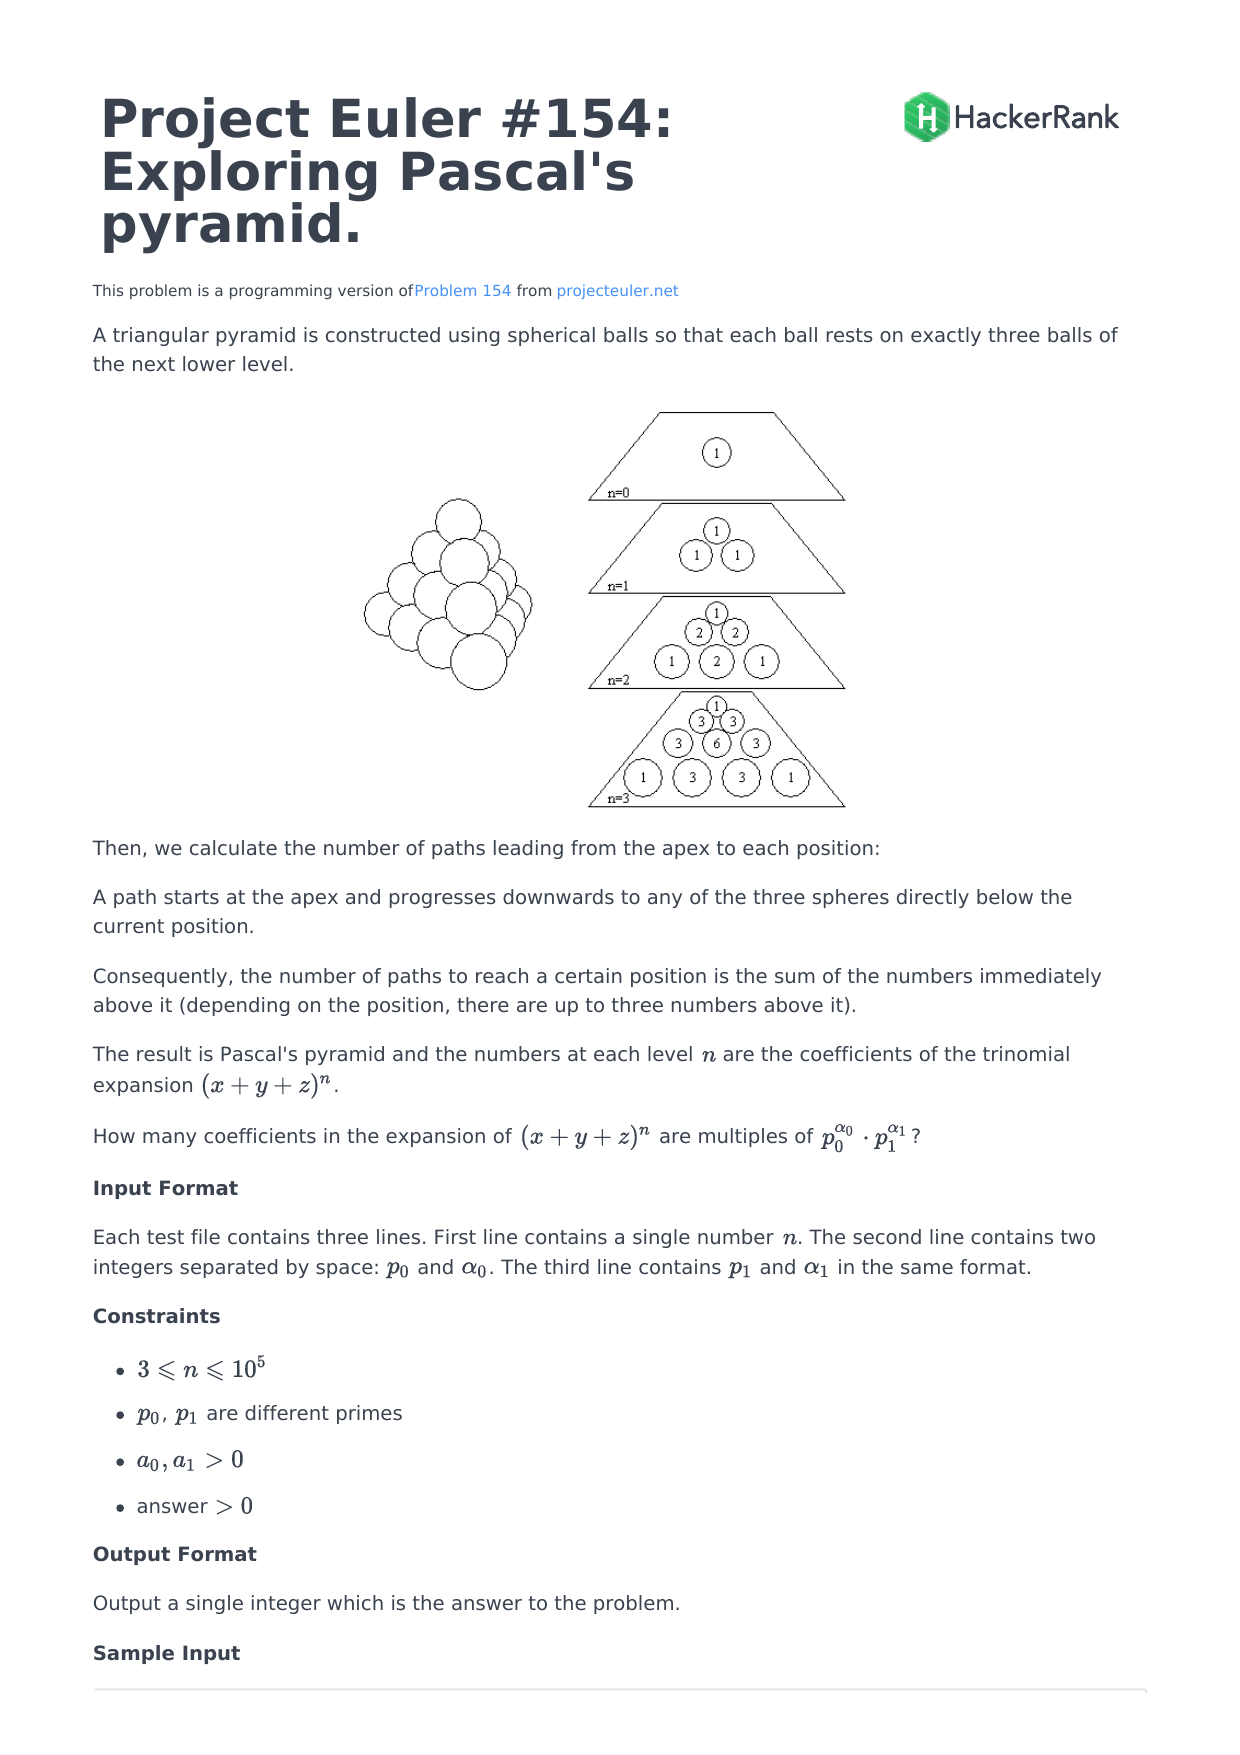 Project Euler #154:
Exploring Pascal's
pyramid.
HackerRank
This problem is a programming version ofProblem 154 from projecteuler.net
A triangular pyramid is constructed using spherical balls so that each ball rests on exactly three balls of
the next lower level.
1
n=0
1
1 1
n=1
1
2 2
1 2 1
n=2
1
3 3
3 6 3
1 3 3 1
n=3
Then, we calculate the number of paths leading from the apex to each position:
A path starts at the apex and progresses downwards to any of the three spheres directly below the
current position.
Consequently, the number of paths to reach a certain position is the sum of the numbers immediately
above it (depending on the position, there are up to three numbers above it).
The result is Pascal's pyramid and the numbers at each level n are the coefficients of the trinomial
expansion (x + y + z)^n.
How many coefficients in the expansion of (x + y + z)^n are multiples of p_0^{α_0} · p_1^{α_1}?
Input Format
Each test file contains three lines. First line contains a single number n. The second line contains two
integers separated by space: p_0 and α_0. The third line contains p_1 and α_1 in the same format.
Constraints
• 3 ⩽ n ⩽ 10^5
• p_0, p_1 are different primes
• a_0, a_1 > 0
• answer > 0
Output Format
Output a single integer which is the answer to the problem.
Sample Input